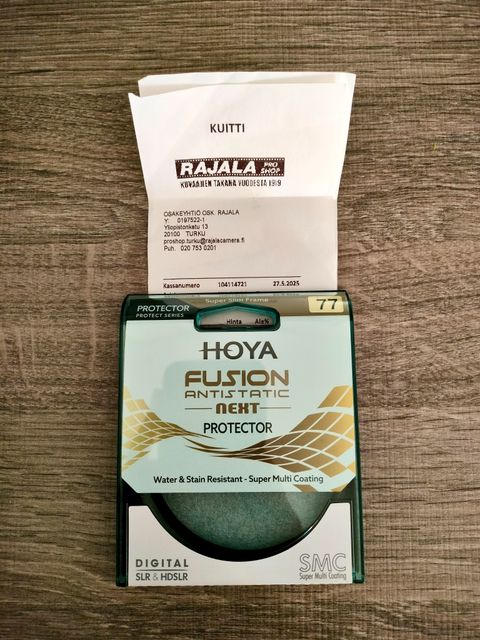 KUITTI
RAJALA PRO SHOP
KUVAAJIEN TAKANA VUODESTA 1919
OSAKEYHTIÖ OSK. RAJALA
Y: 0197522-1
Yliopistonkatu 13
20100 TURKU
proshop.turku@rajalacamera.fi
Puh. 020 753 0201
Kassanumero 104114721 27.5.2025
PROTECTOR
PROTECT SERIES
Super Slim Frame
77
Hinta Ale%
HOYA
FUSION
ANTISTATIC
NEXT
PROTECTOR
Water & Stain Resistant - Super Multi Coating
DIGITAL
SLR & HDSLR
SMC
Super Multi Coating